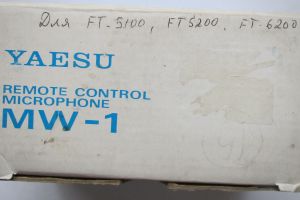 Для FT-5100, FT5200, FT-6200
YAESU
REMOTE CONTROL
MICROPHONE
MW-1